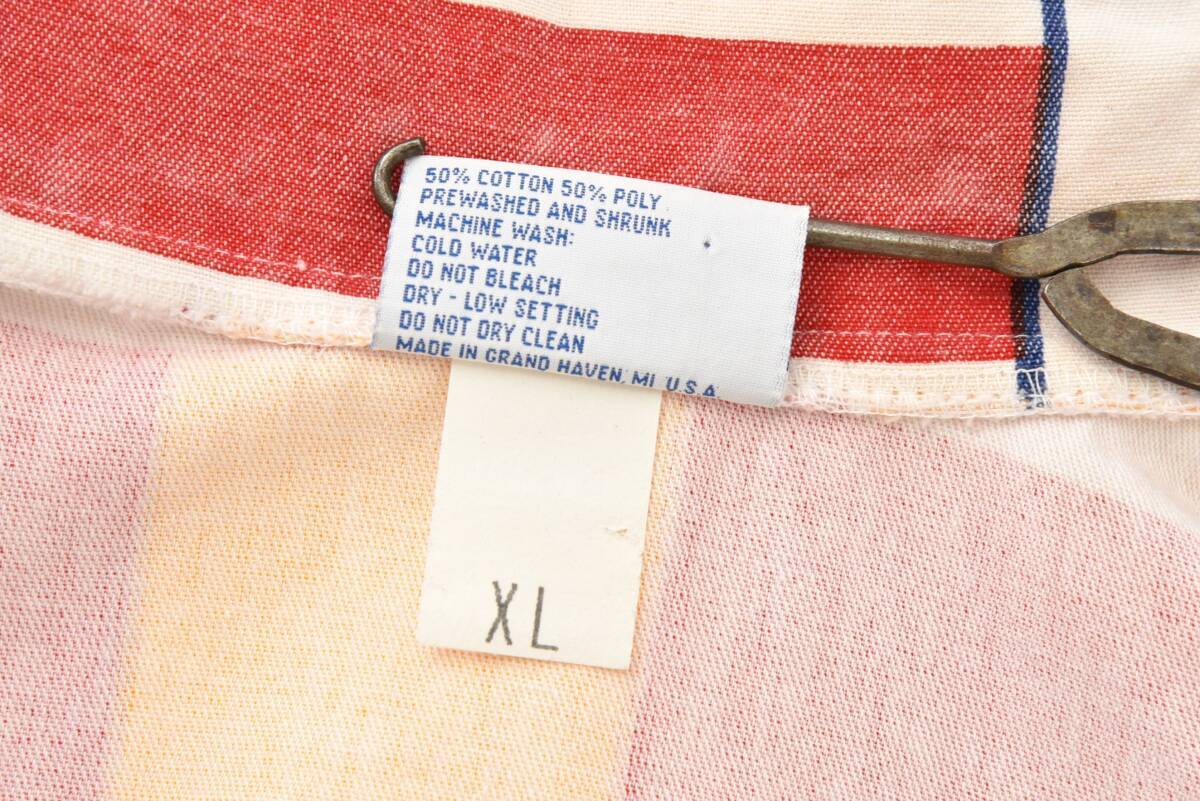 50% COTTON 50% POLY
PREWASHED AND SHRUNK
MACHINE WASH:
COLD WATER
DO NOT BLEACH
DRY - LOW SETTING
DO NOT DRY CLEAN
MADE IN GRAND HAVEN, MI U.S.A.
XL